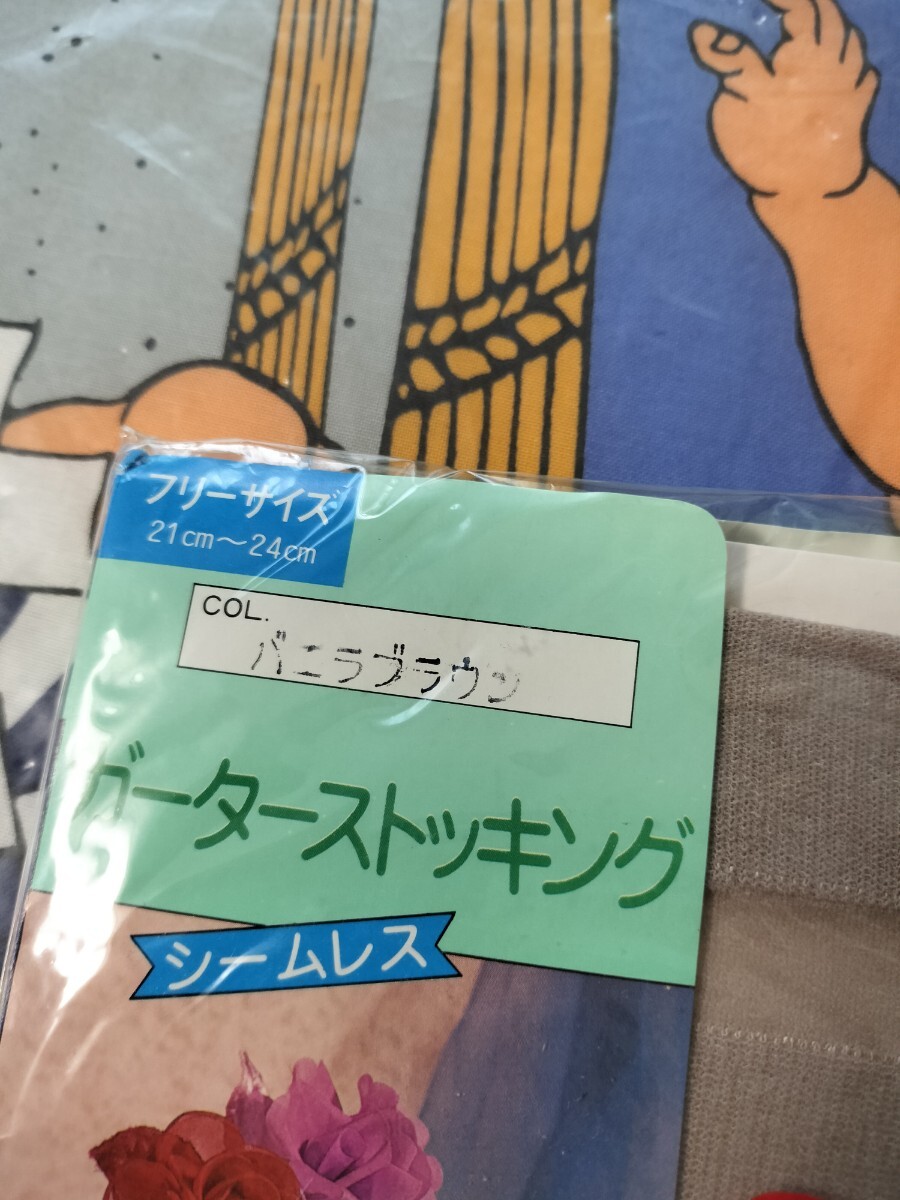 フリーサイズ
21cm〜24cm
COL.
バニラブラウン
ガーターストッキング
シームレス